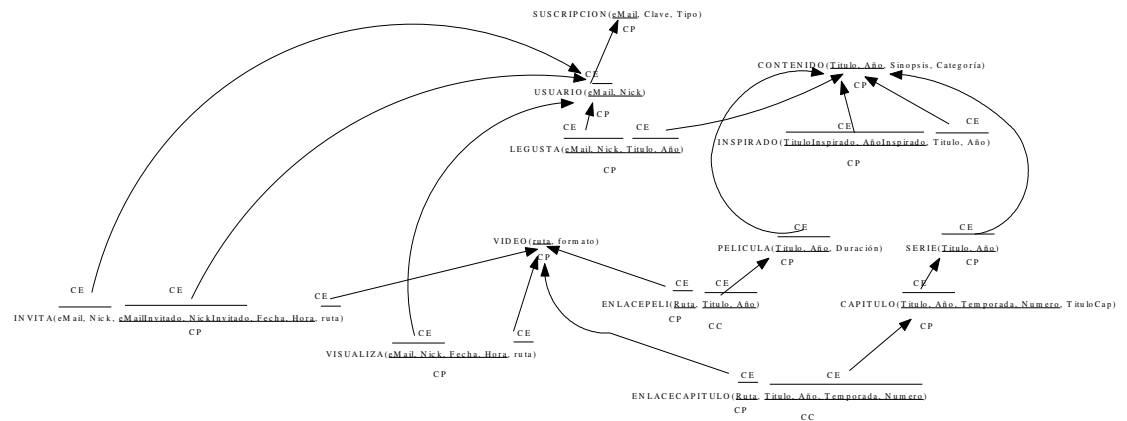 SUSCRIPCION(eMail, Clave, Tipo)
CP
CE
USUARIO(eMail, Nick)
CP
CONTENIDO(Titulo, Año, Sinopsis, Categoría)
CP
CE CE
LEGUSTA(eMail, Nick, Titulo, Año)
CP
CE CE
INSPIRADO(TituloInspirado, AñoInspirado, Titulo, Año)
CP
VIDEO(ruta, formato)
CP
CE
PELICULA(Titulo, Año, Duración)
CP
CE
SERIE(Titulo, Año)
CP
CE CE CE
INVITA(eMail, Nick, eMailInvitado, NickInvitado, Fecha, Hora, ruta)
CP
CE CE
ENLACEPELI(Ruta, Titulo, Año)
CP
CC
CE
CAPITULO(Titulo, Año, Temporada, Numero, TituloCap)
CP
CE CE
VISUALIZA(eMail, Nick, Fecha, Hora, ruta)
CP
CE CE
ENLACECAPITULO(Ruta, Titulo, Año, Temporada, Numero)
CP
CC